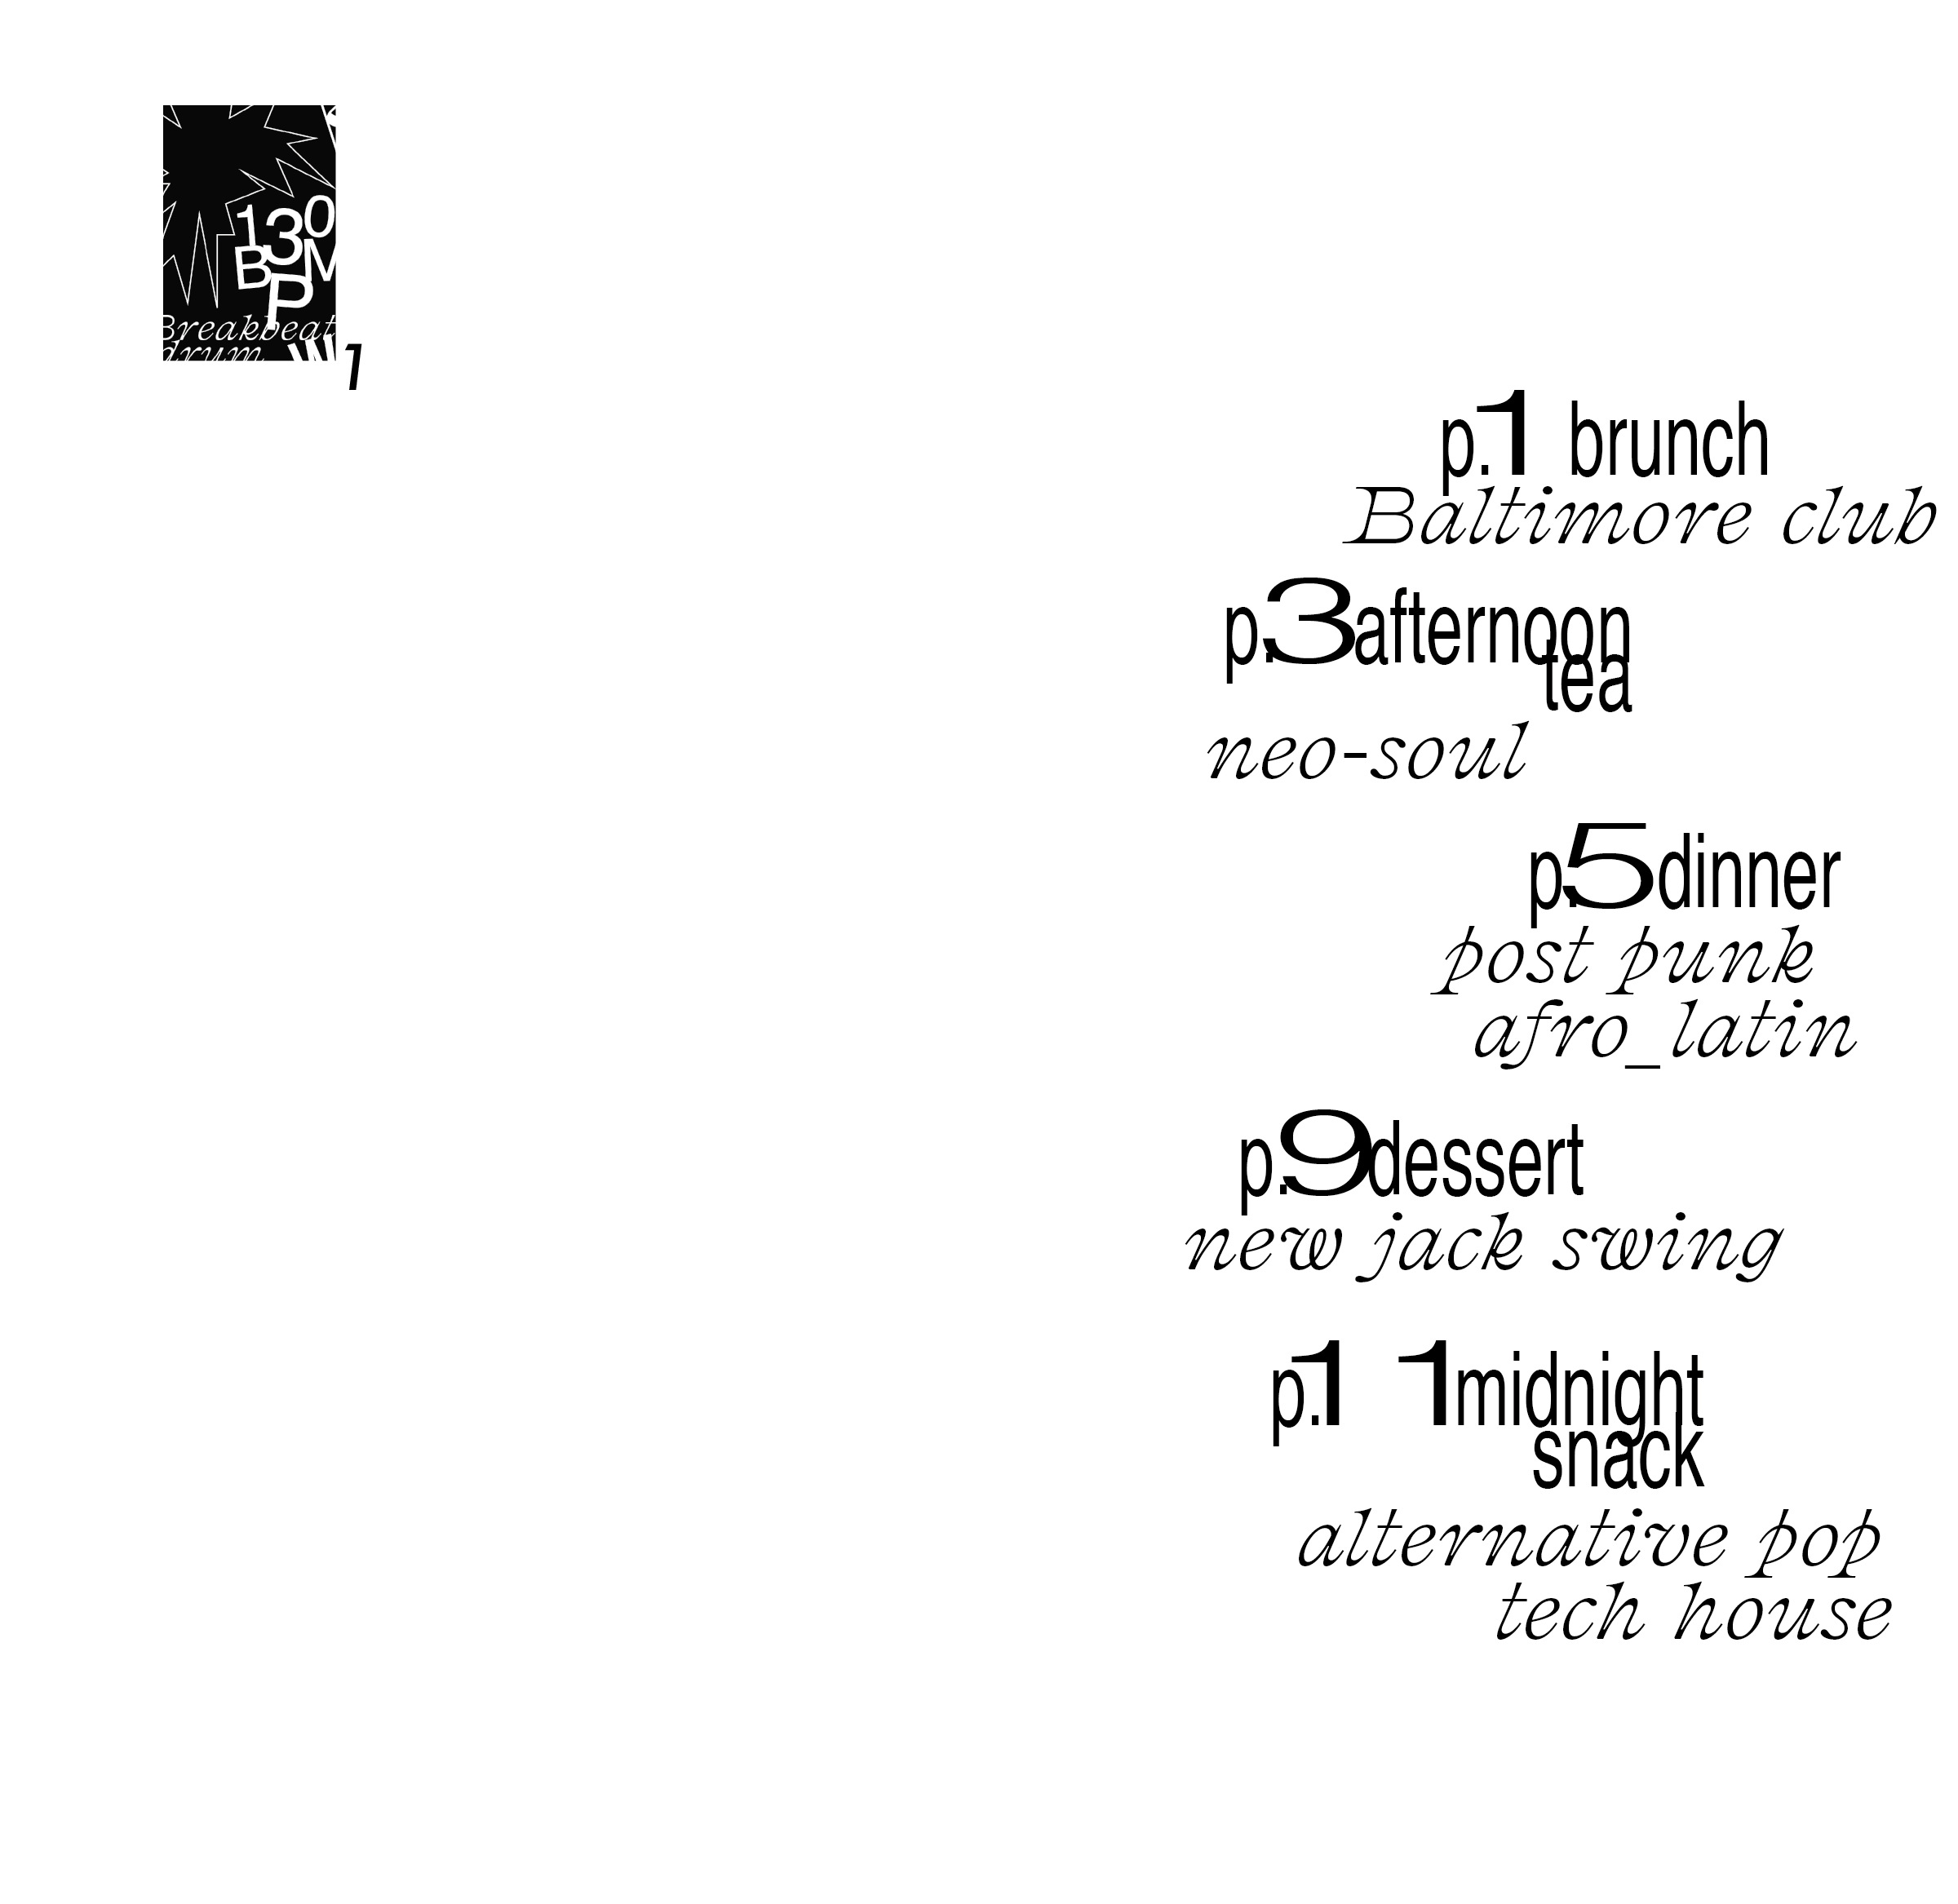 130
BPM
Breakbeat
drum
1
p.1 brunch
Baltimore club
p.3 afternoon
tea
neo-soul
p.5 dinner
post punk
afro_latin
p.9 dessert
new jack swing
p.11 midnight
snack
alternative pop
tech house